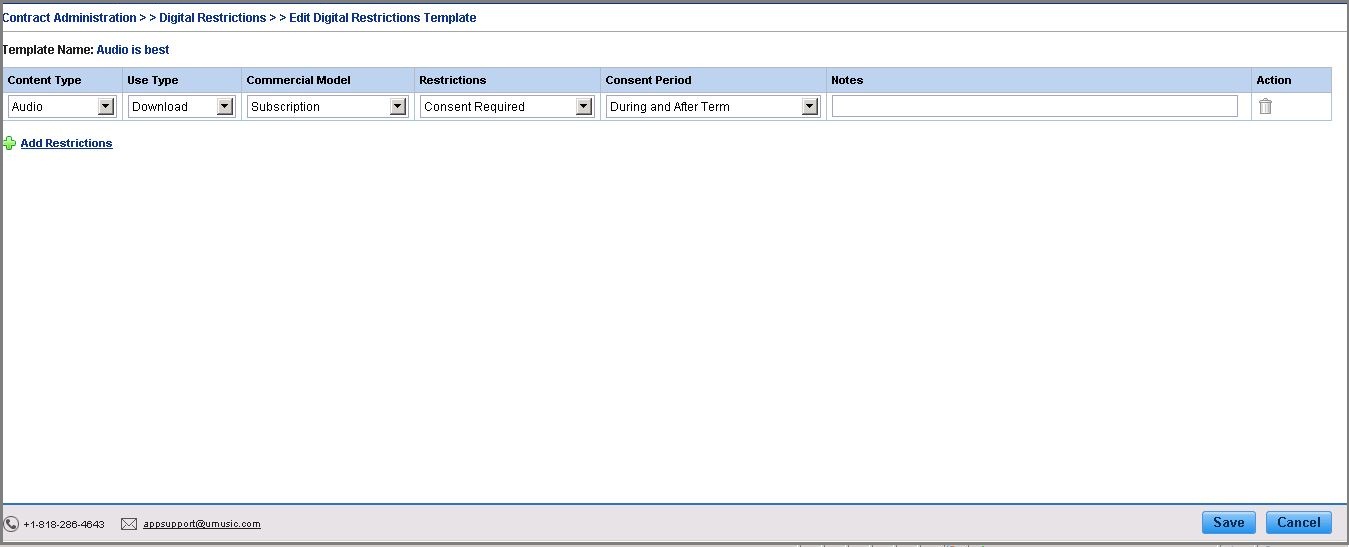 Contract Administration > > Digital Restrictions > > Edit Digital Restrictions Template
Template Name: Audio is best
Content Type Use Type Commercial Model Restrictions Consent Period Notes Action
Audio Download Subscription Consent Required During and After Term
Add Restrictions
+1-818-286-4643 appsupport@umusic.com Save Cancel